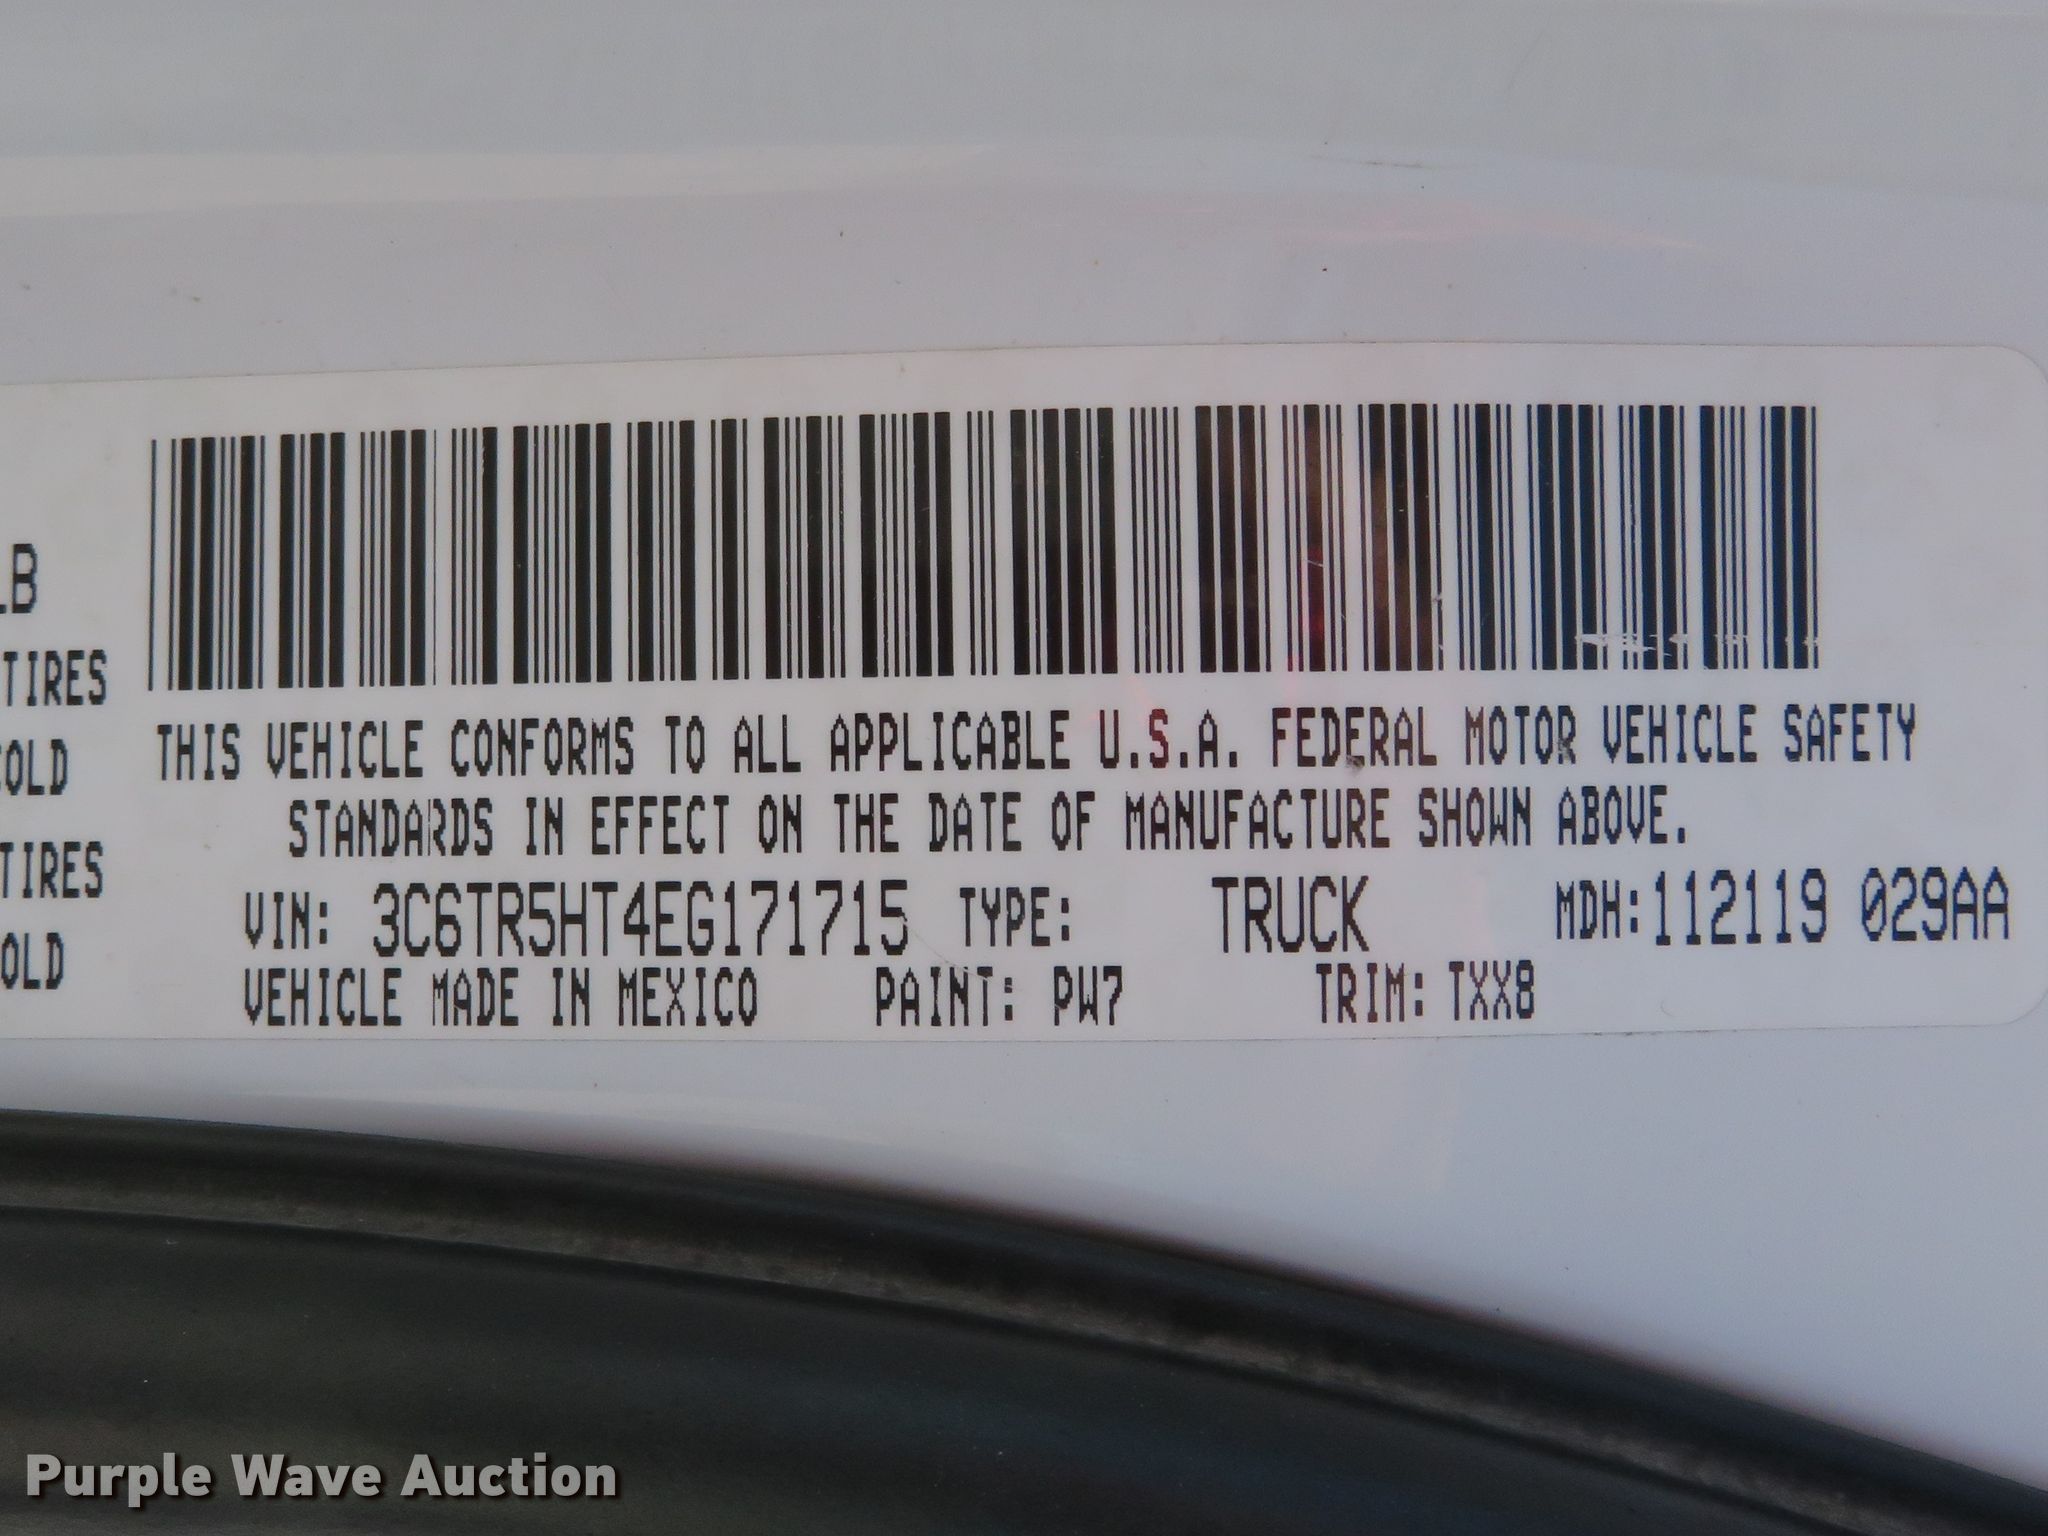 LB
TIRES
COLD
TIRES
OLD
THIS VEHICLE CONFORMS TO ALL APPLICABLE U.S.A. FEDERAL MOTOR VEHICLE SAFETY
STANDARDS IN EFFECT ON THE DATE OF MANUFACTURE SHOWN ABOVE.
VIN: 3C6TR5HT4EG171715 TYPE: TRUCK MDH:112119 029AA
VEHICLE MADE IN MEXICO PAINT: PW7 TRIM: TXX8
Purple Wave Auction